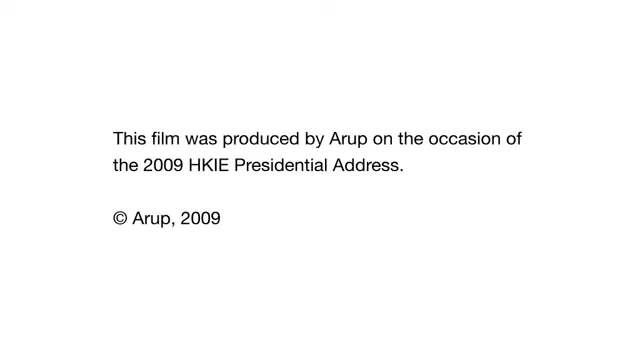 This film was produced by Arup on the occasion of
the 2009 HKIE Presidential Address.
© Arup, 2009